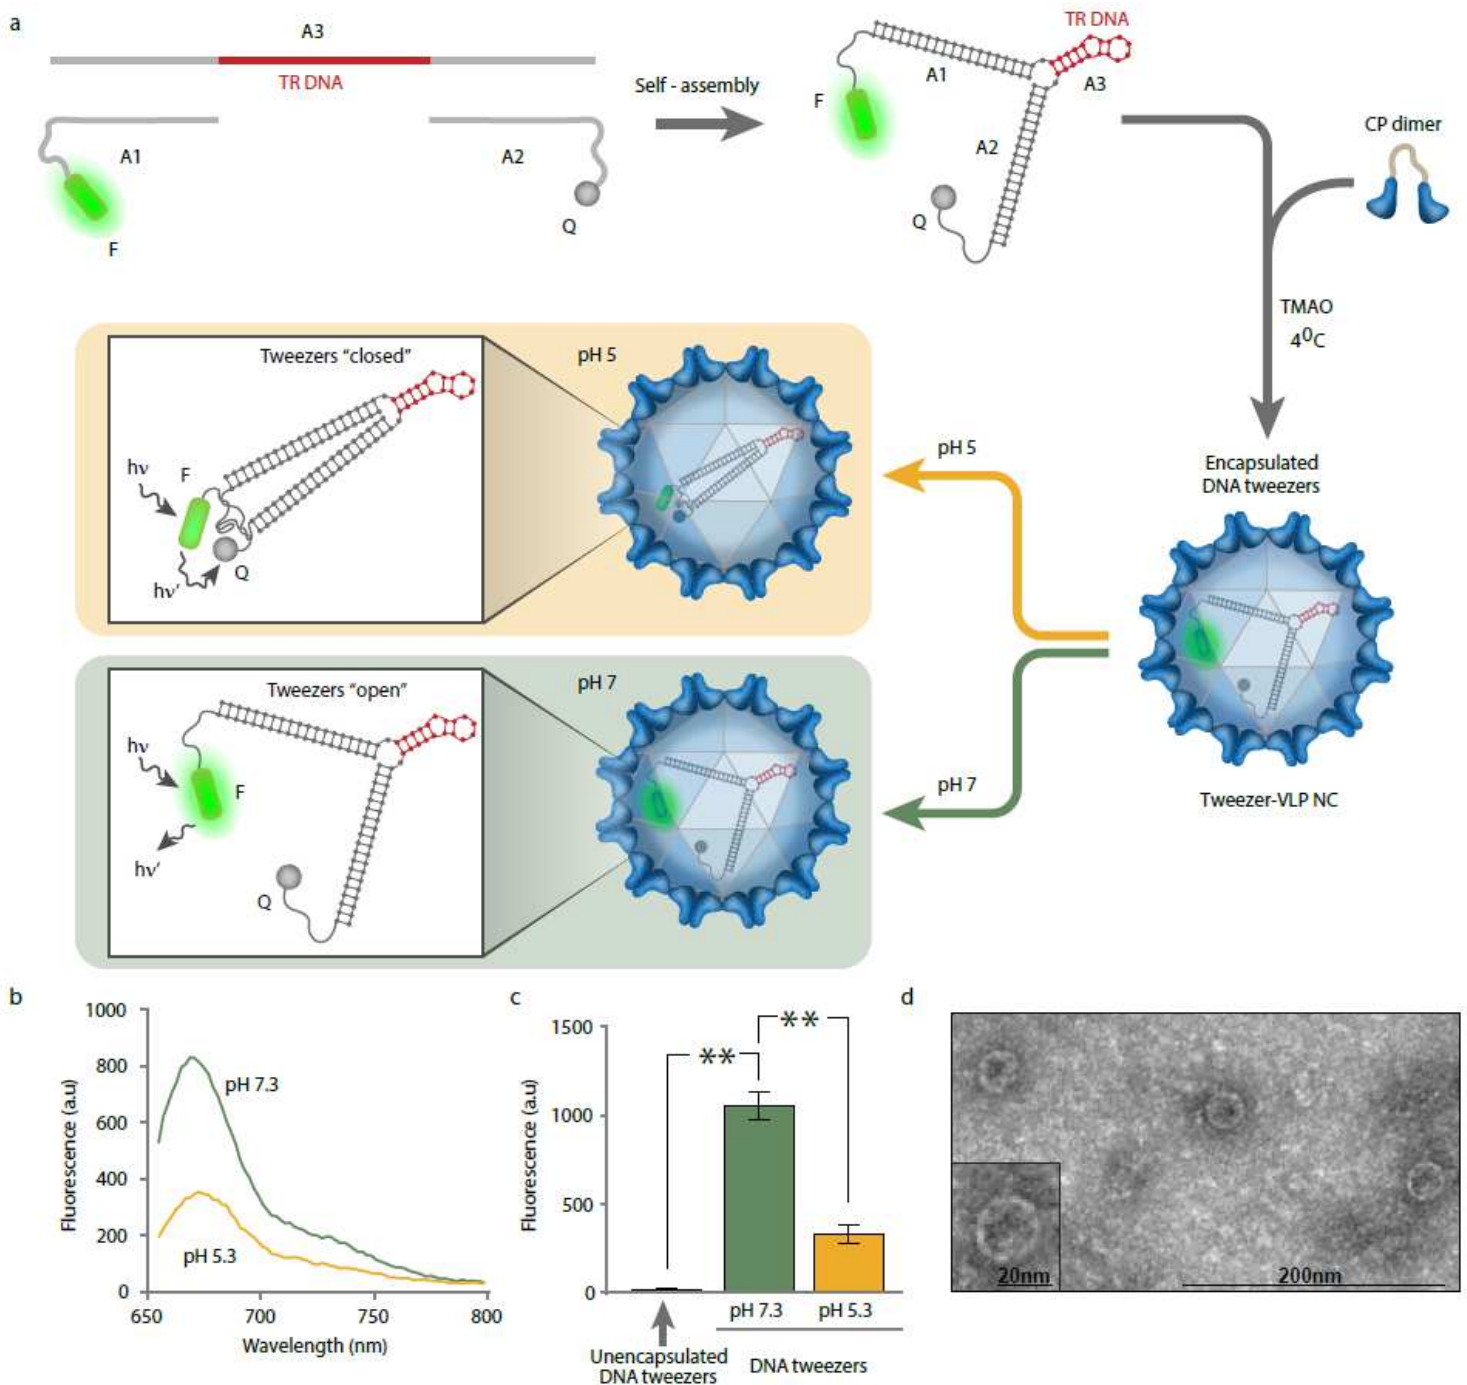 a
A3
TR DNA
A1
A2
F
Q
Self - assembly
TR DNA
A1
A3
F
A2
Q
CP dimer
TMAO
4⁰C
Tweezers “closed”
pH 5
hν
F
Q
hν’
pH 5
Encapsulated
DNA tweezers
Tweezers “open”
pH 7
hν
F
hν’
Q
pH 7
Tweezer-VLP NC
b
Fluorescence (a.u)
1000
800
600
400
200
0
pH 7.3
pH 5.3
650
700
750
800
Wavelength (nm)
c
Fluorescence (a.u)
1500
1000
500
0
**
**
pH 7.3
pH 5.3
Unencapsulated
DNA tweezers
DNA tweezers
d
20nm
200nm